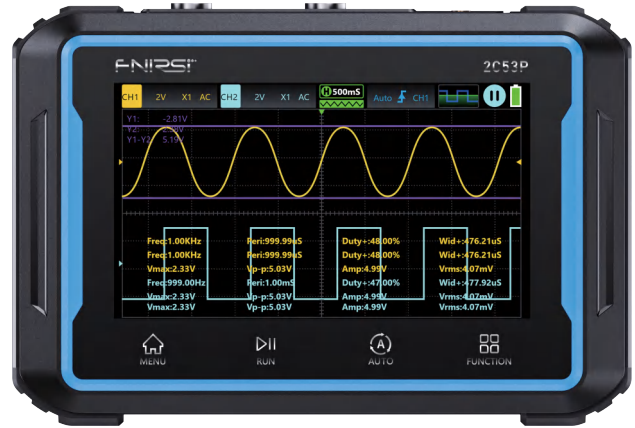 FNIRSI
2C53P
CH1 2V X1 AC CH2 2V X1 AC H 500mS Auto CH1
Y1: -2.81V
Y2: 2.38V
Y1-Y2 5.19V
Freq:1.00KHz Peri:999.99uS Duty+:48.00% Wid+:476.21uS
Freq:1.00KHz Peri:999.99uS Duty+:48.00% Wid+:476.21uS
Vmax:2.33V Vp-p:5.03V Amp:4.99V Vrms:4.07mV
Freq:999.00Hz Peri:1.00mS Duty+:47.00% Wid+:477.92uS
Vmax:2.33V Vp-p:5.03V Amp:4.99V Vrms:4.07mV
Vmax:2.33V Vp-p:5.03V Amp:4.99V Vrms:4.07mV
MENU RUN A AUTO FUNCTION